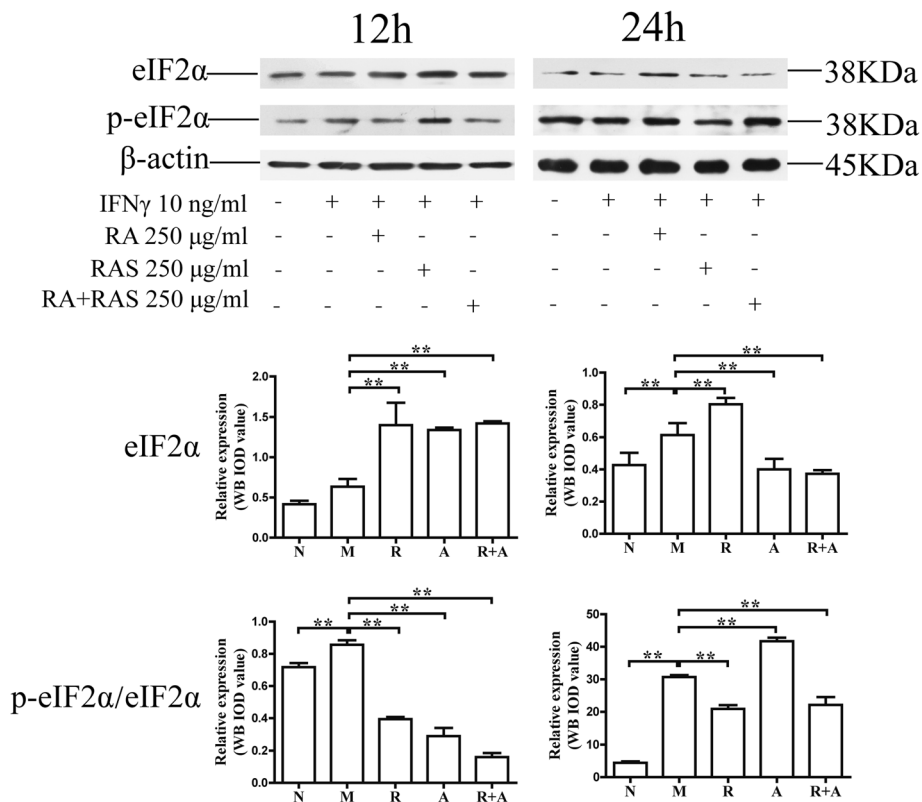 12h 24h
eIF2α 38KDa
p-eIF2α 38KDa
β-actin 45KDa
IFNγ 10 ng/ml - + + + + - + + + +
RA 250 μg/ml - - + - - - - + - -
RAS 250 μg/ml - - - + - - - - + -
RA+RAS 250 μg/ml - - - - + - - - - +
eIF2α
Relative expression
(WB IOD value)
2.0
1.5
1.0
0.5
0.0
** ** **
N M R A R+A
Relative expression
(WB IOD value)
1.0
0.8
0.6
0.4
0.2
0.0
** ** ** **
N M R A R+A
p-eIF2α/eIF2α
Relative expression
(WB IOD value)
1.0
0.8
0.6
0.4
0.2
0.0
** ** ** **
N M R A R+A
Relative expression
(WB IOD value)
50
40
30
20
10
0
** ** ** **
N M R A R+A